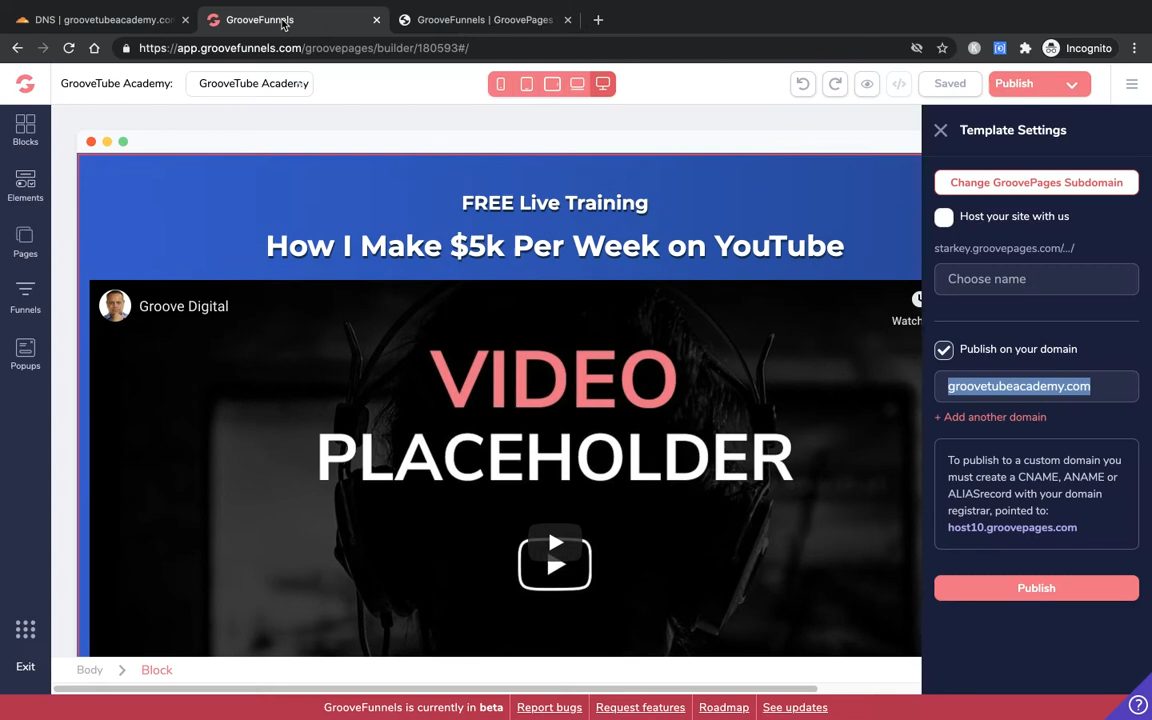 DNS | groovetubeacademy.con
GrooveFunnels
GrooveFunnels | GroovePages
https://app.groovefunnels.com/groovepages/builder/180593#/
Incognito
GrooveTube Academy:
GrooveTube Academy
Saved
Publish
Blocks
Elements
Pages
Funnels
Popups
Exit
FREE Live Training
How I Make $5k Per Week on YouTube
Groove Digital
Watch
VIDEO
PLACEHOLDER
Body
Block
Template Settings
Change GroovePages Subdomain
Host your site with us
starkey.groovepages.com/.../
Choose name
Publish on your domain
groovetubeacademy.com
+ Add another domain
To publish to a custom domain you
must create a CNAME, ANAME or
ALIASrecord with your domain
registrar, pointed to:
host10.groovepages.com
Publish
GrooveFunnels is currently in beta
Report bugs
Request features
Roadmap
See updates